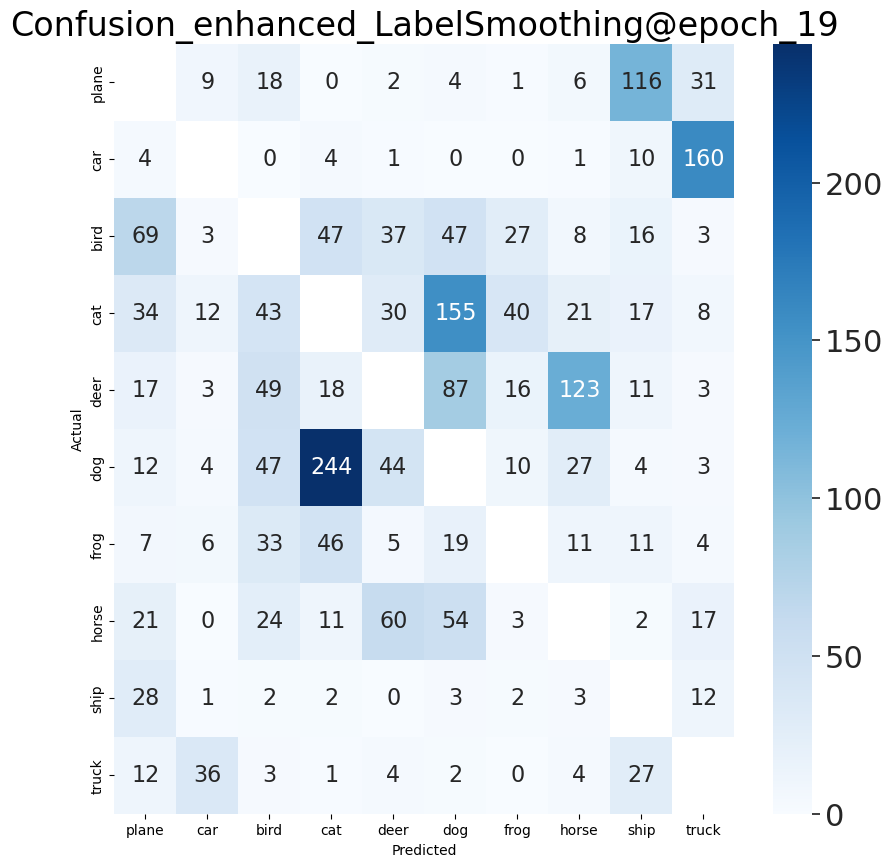 Confusion_enhanced_LabelSmoothing@epoch_19
plane 9 18 0 2 4 1 6 116 31
car 4 0 4 1 0 0 1 10 160
bird 69 3 47 37 47 27 8 16 3
cat 34 12 43 30 155 40 21 17 8
deer 17 3 49 18 87 16 123 11 3
dog 12 4 47 244 44 10 27 4 3
frog 7 6 33 46 5 19 11 11 4
horse 21 0 24 11 60 54 3 2 17
ship 28 1 2 2 0 3 2 3 12
truck 12 36 3 1 4 2 0 4 27
plane car bird cat deer dog frog horse ship truck
Predicted
Actual
200
150
100
50
0